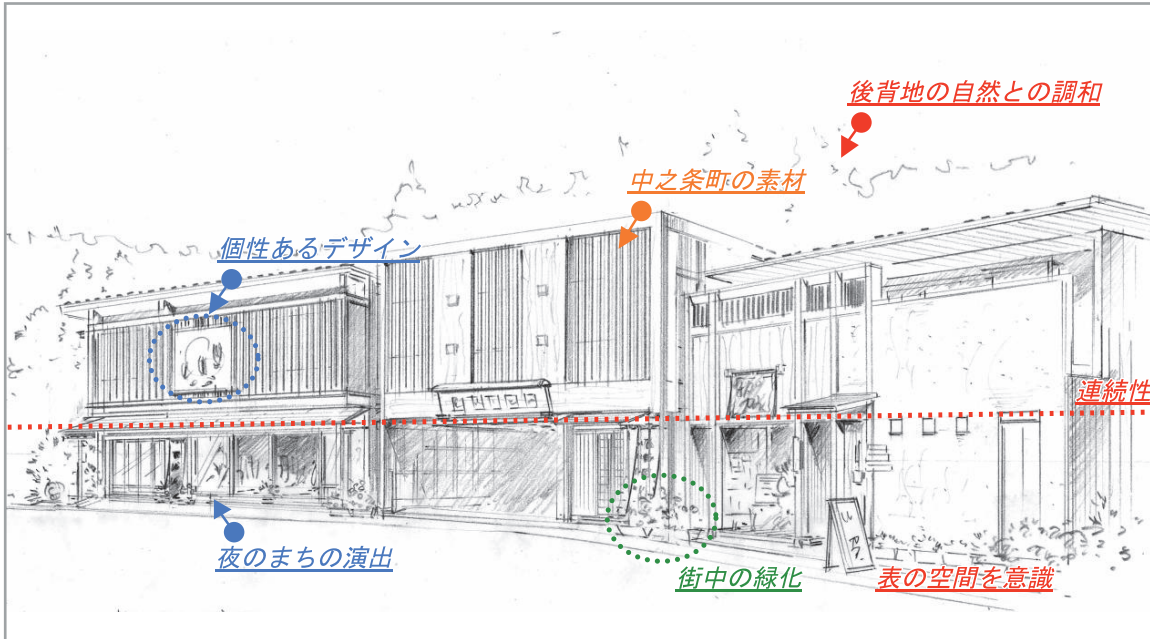 後背地の自然との調和
中之条町の素材
個性あるデザイン
連続性
夜のまちの演出
街中の緑化
表の空間を意識